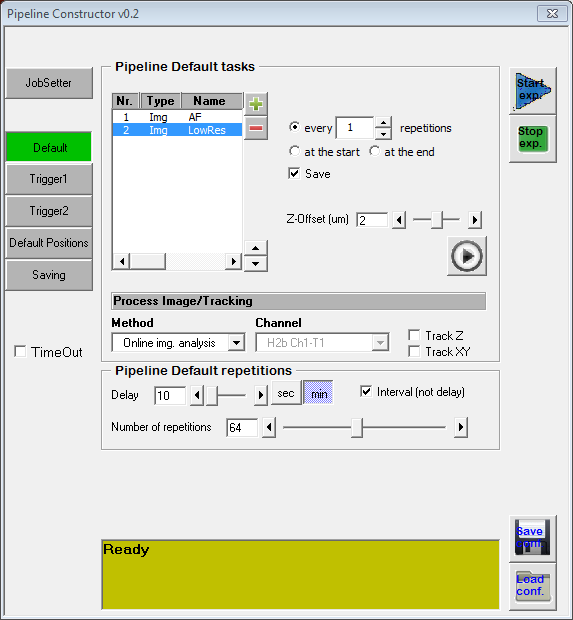 Pipeline Constructor v0.2
JobSetter
Default
Trigger1
Trigger2
Default Positions
Saving
TimeOut
Pipeline Default tasks
Nr. Type Name
1 Img AF
2 Img LowRes
every 1 repetitions
at the start at the end
Save
Z-Offset (um) 2
Process Image/Tracking
Method Channel
Online img. analysis H2b Ch1-T1
Track Z
Track XY
Pipeline Default repetitions
Delay 10 sec min Interval (not delay)
Number of repetitions 64
Start
exp.
Stop
exp.
Ready
Save
Load
conf.